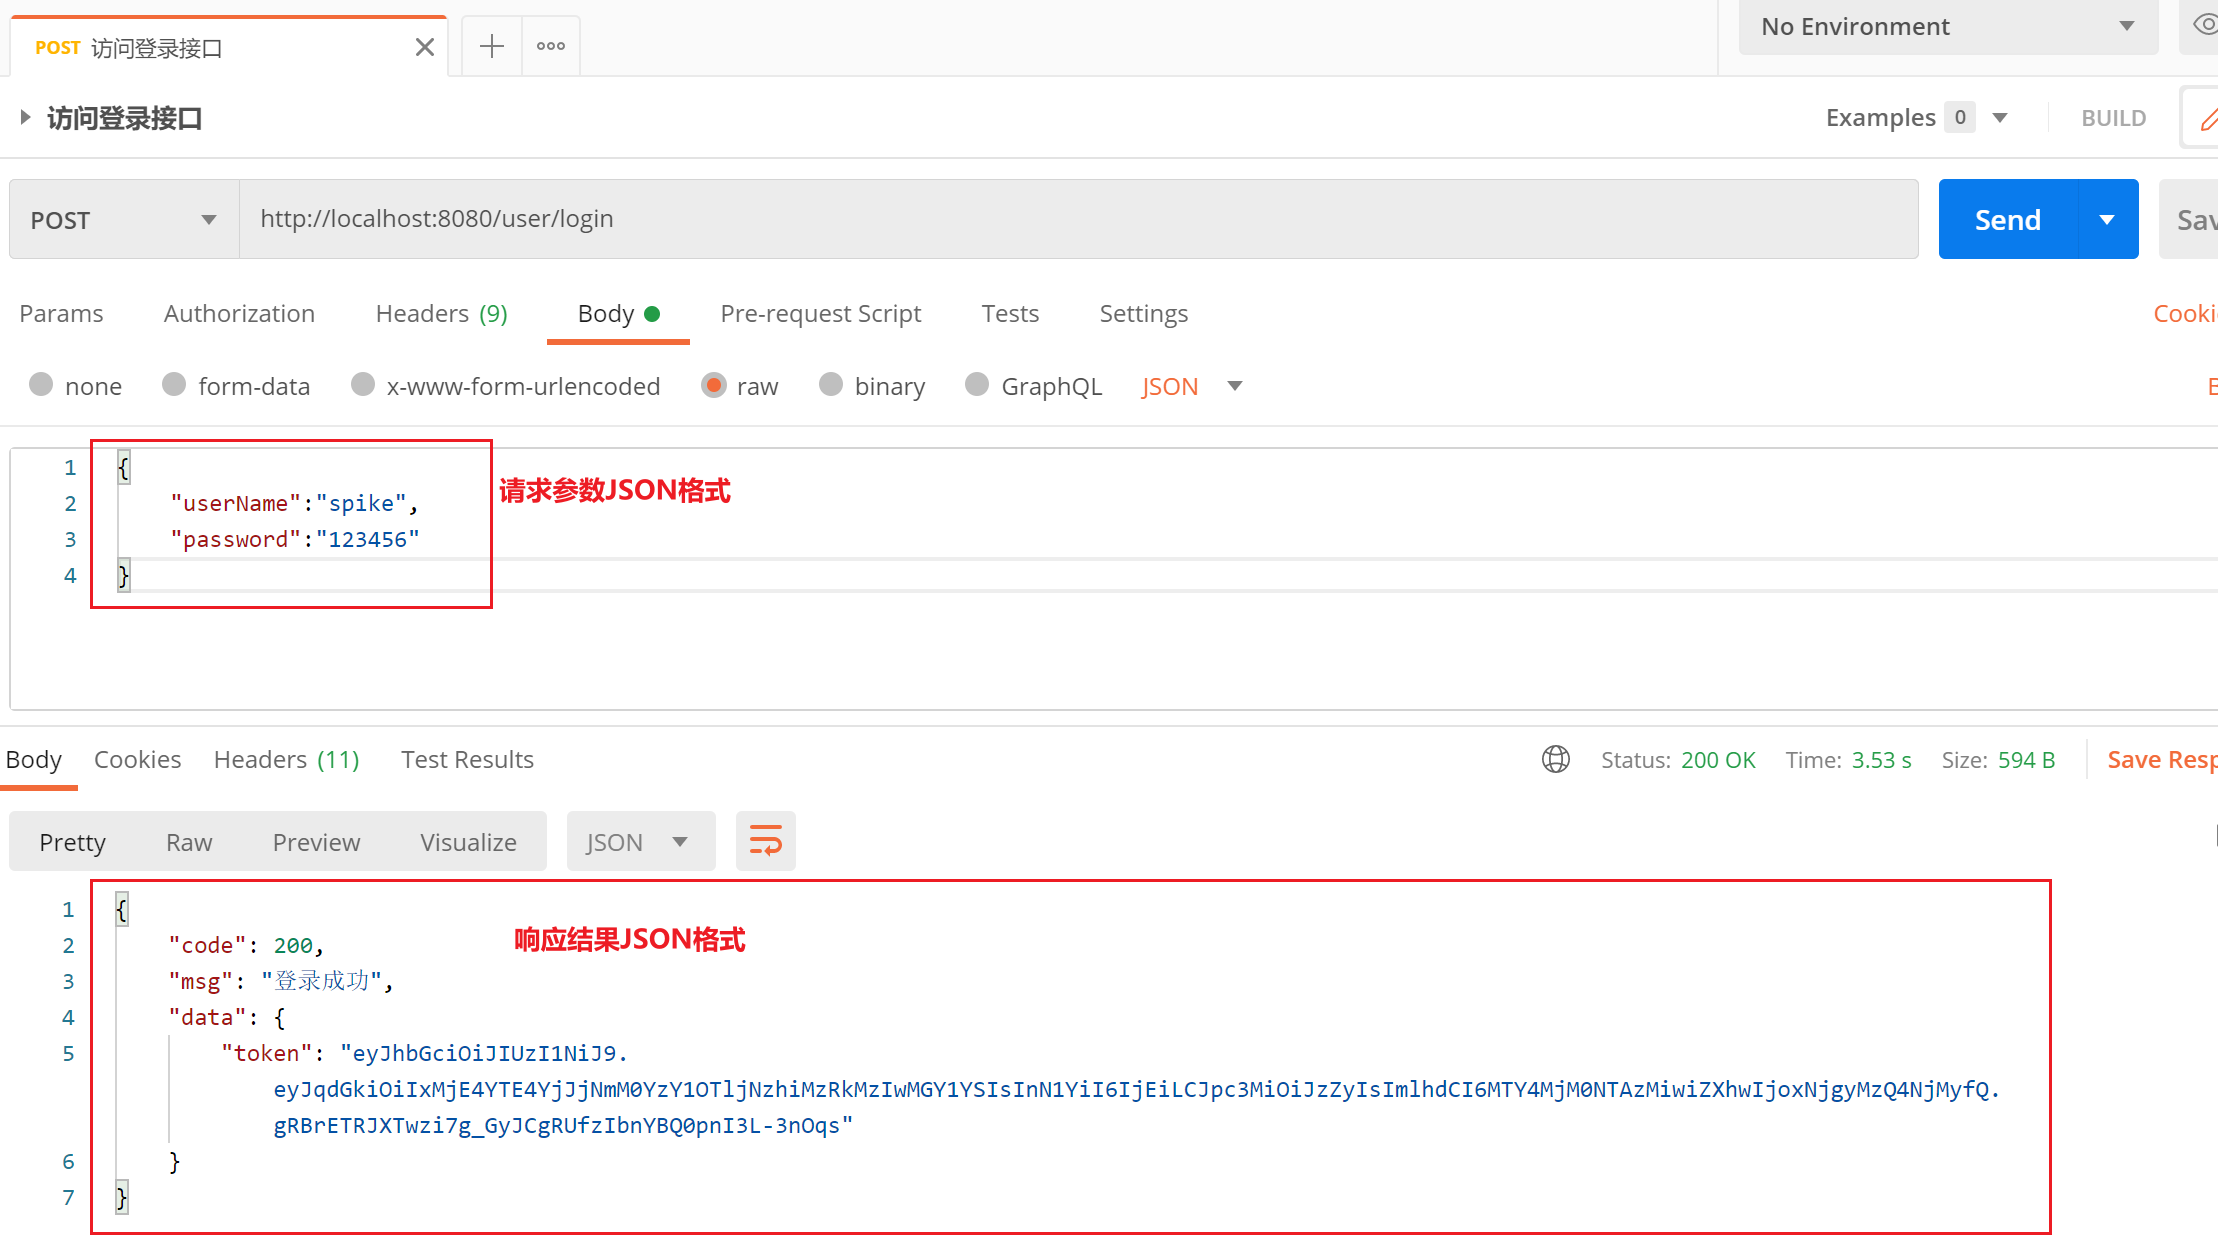 POST 访问登录接口
No Environment
访问登录接口
Examples 0
BUILD
POST
http://localhost:8080/user/login
Send
Sav
Params Authorization Headers (9) Body Pre-request Script Tests Settings
Cooki
none form-data x-www-form-urlencoded raw binary GraphQL JSON
1 {
请求参数JSON格式
2 "userName":"spike",
3 "password":"123456"
4 }
Body Cookies Headers (11) Test Results
Status: 200 OK Time: 3.53 s Size: 594 B Save Resp
Pretty Raw Preview Visualize JSON
1 {
响应结果JSON格式
2 "code": 200,
3 "msg": "登录成功",
4 "data": {
5 "token": "eyJhbGciOiJIUzI1NiJ9.
eyJqdGkiOiIxMjE4YTE4YjJjNmM0YzY1OTljNzhiMzRkMzIwMGY1YSIsInN1YiI6IjEiLCJpc3MiOiJzZyIsImlhdCI6MTY4MjM0NTAzMiwiZXhwIjoxNjgyMzQ4NjMyfQ.
gRBrETRJXTwzi7g_GyJCgRUfzIbnYBQ0pnI3L-3nOqs"
6 }
7 }